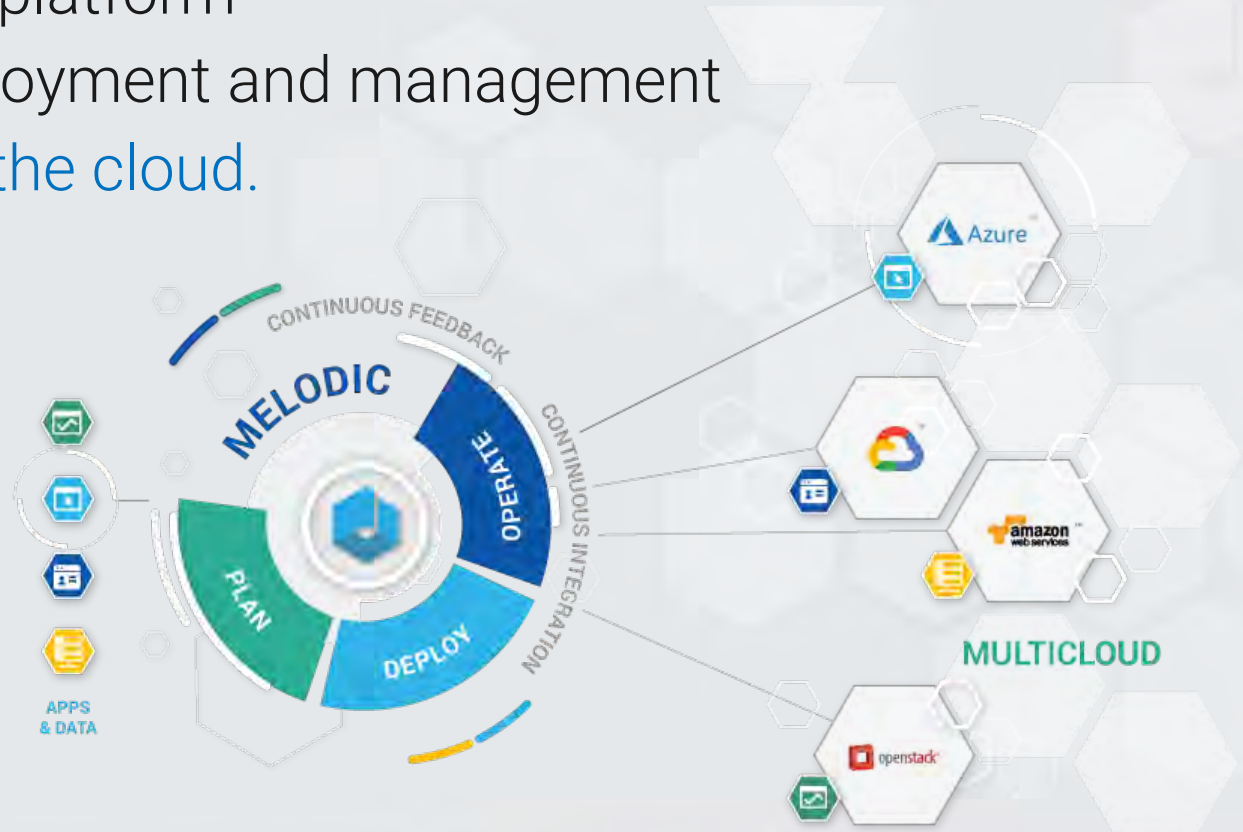 platform
oyment and management
the cloud.
CONTINUOUS FEEDBACK
MELODIC
OPERATE
CONTINUOUS INTEGRATION
PLAN
DEPLOY
APPS
& DATA
Azure
amazon
web services
MULTICLOUD
openstack